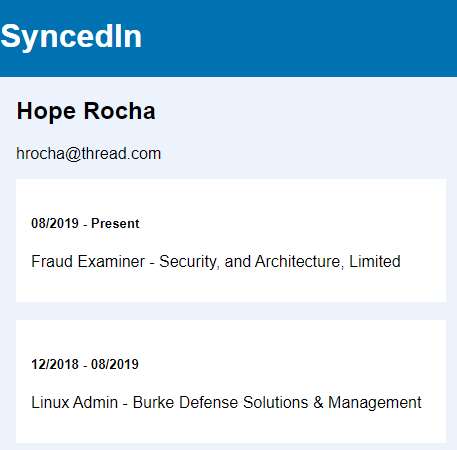 SyncedIn
Hope Rocha
hrocha@thread.com
08/2019 - Present
Fraud Examiner - Security, and Architecture, Limited
12/2018 - 08/2019
Linux Admin - Burke Defense Solutions & Management